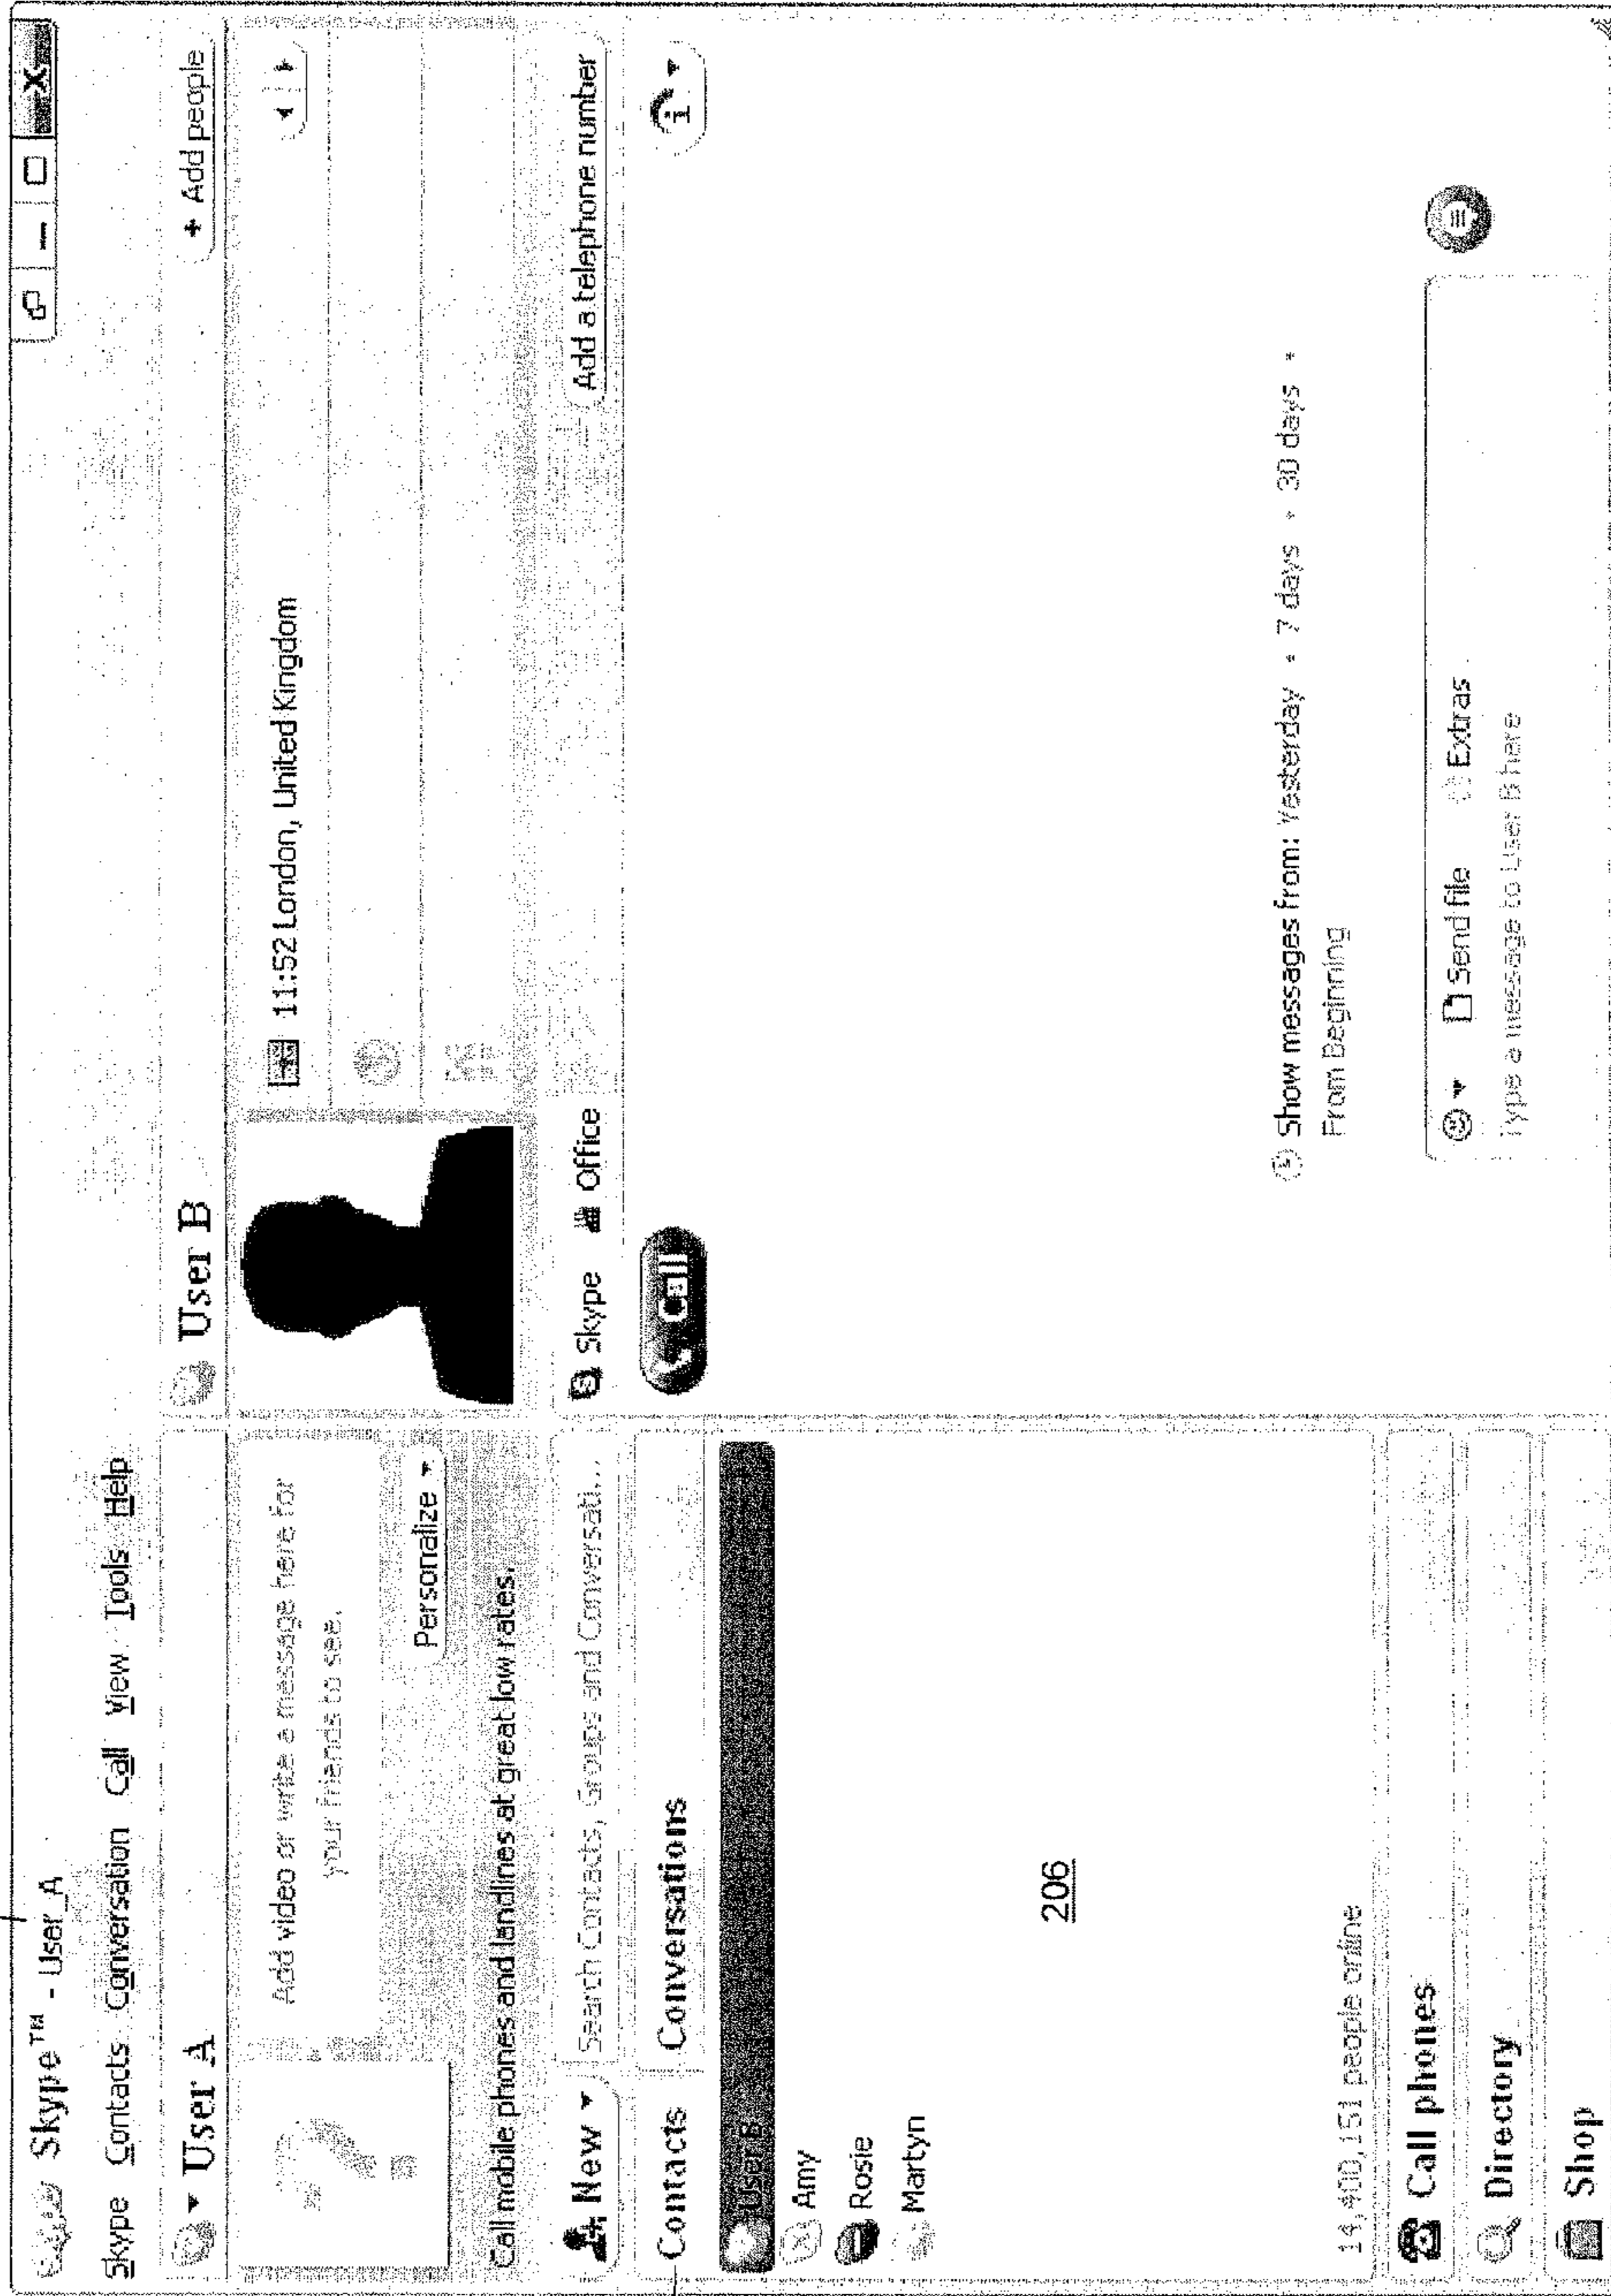 Skype™ - User_A
Skype Contacts Conversation Call View Tools Help
User A
Add video or write a message here for
your friends to see.
Personalize
Call mobile phones and landlines at great low rates.
New
Search Contacts, Groups and Conversati...
Contacts
Conversations
User B
Amy
Rosie
Martyn
206
14,400,151 people online
Call phones
Directory
Shop
User B
+ Add people
11:52 London, United Kingdom
Skype
Office
Add a telephone number
Call
Show messages from: Yesterday • 7 days • 30 days •
From Beginning
Send file
Extras
Type a message to User B here